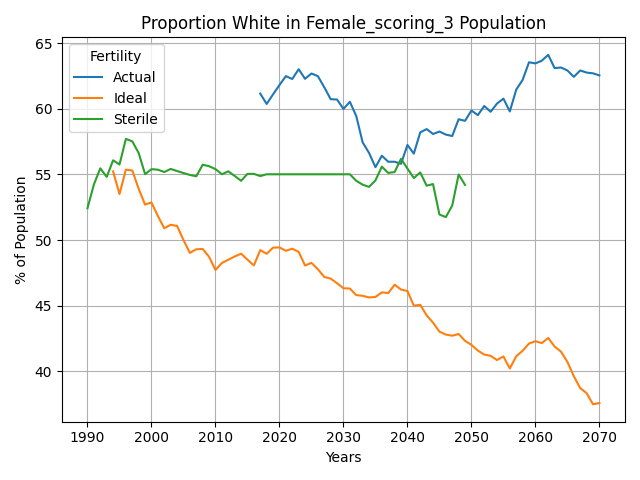 Proportion White in Female_scoring_3 Population
65
60
55
50
45
40
% of Population
Fertility
Actual
Ideal
Sterile
1990 2000 2010 2020 2030 2040 2050 2060 2070
Years